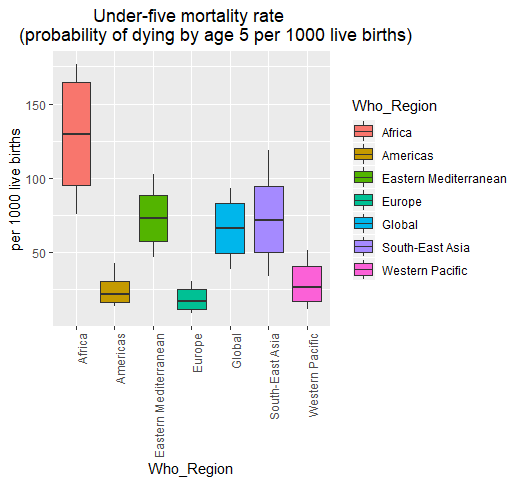 Under-five mortality rate
(probability of dying by age 5 per 1000 live births)
per 1000 live births
150
100
50
Africa
Americas
Eastern Mediterranean
Europe
Global
South-East Asia
Western Pacific
Who_Region
Who_Region
Africa
Americas
Eastern Mediterranean
Europe
Global
South-East Asia
Western Pacific